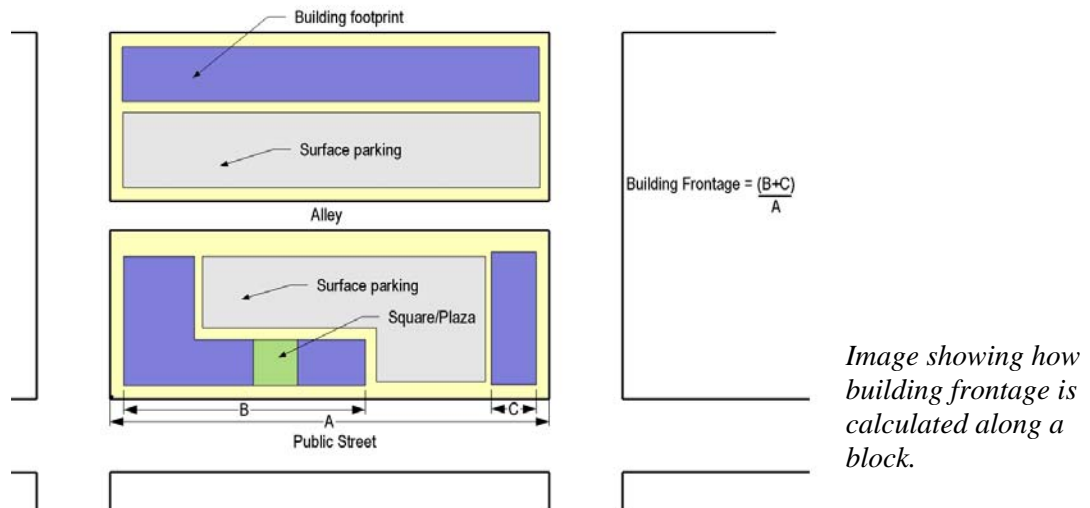 Building footprint
Surface parking
Building Frontage = (B+C)
A
Alley
Surface parking
Square/Plaza
B
C
A
Public Street
Image showing how
building frontage is
calculated along a
block.